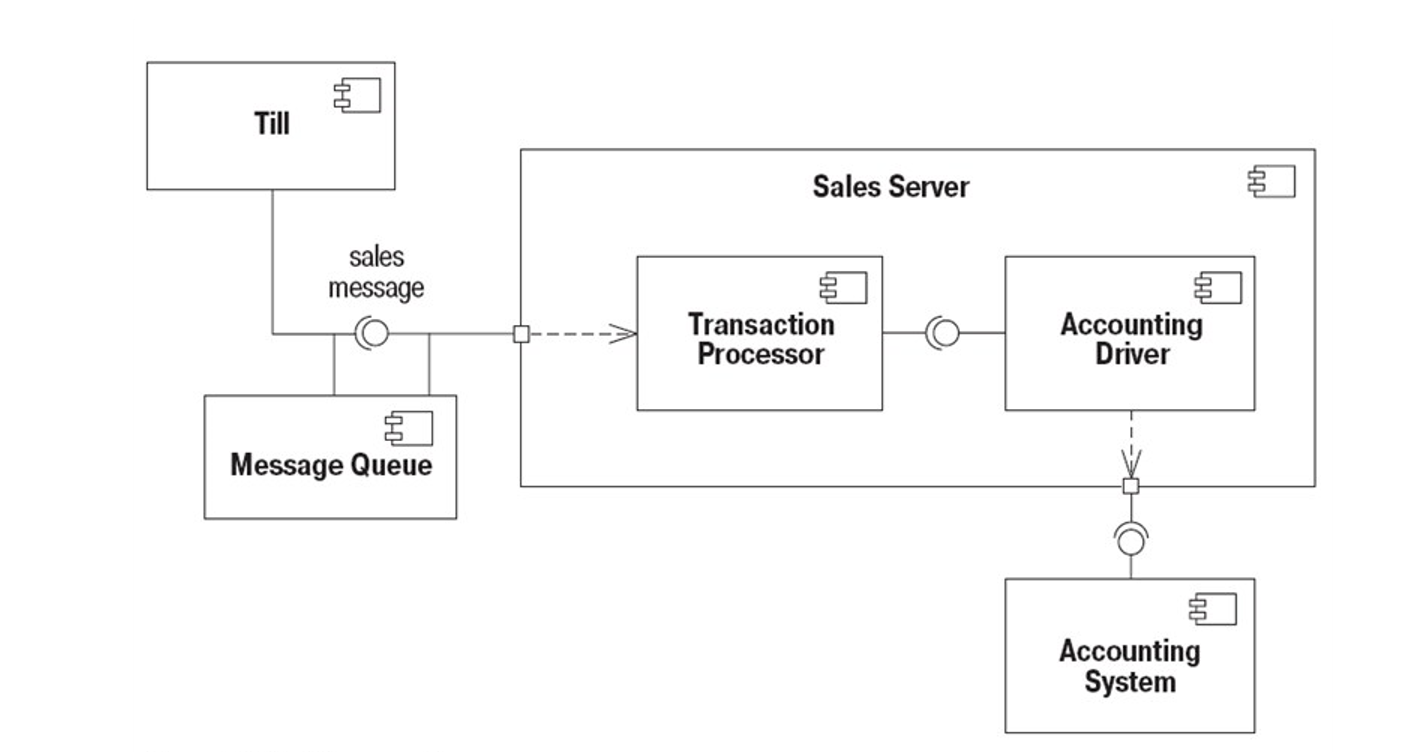 Till
Sales Server
sales
message
Transaction
Processor
Accounting
Driver
Message Queue
Accounting
System